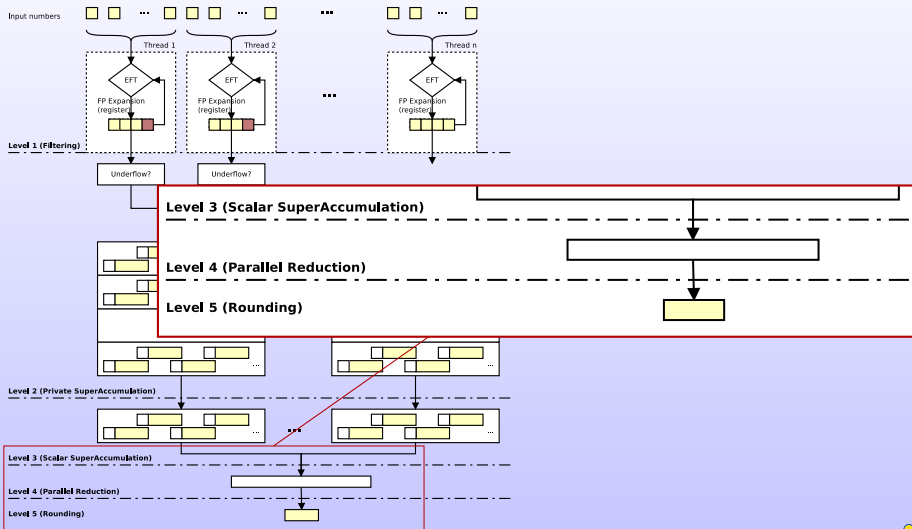 Input numbers
...
...
...
Thread 1
Thread 2
Thread n
EFT
EFT
EFT
...
FP Expansion
(register)
FP Expansion
(register)
FP Expansion
(register)
Level 1 (Filtering)
Underflow?
Underflow?
Level 3 (Scalar SuperAccumulation)
Level 4 (Parallel Reduction)
Level 5 (Rounding)
...
...
Level 2 (Private SuperAccumulation)
...
...
...
Level 3 (Scalar SuperAccumulation)
Level 4 (Parallel Reduction)
Level 5 (Rounding)